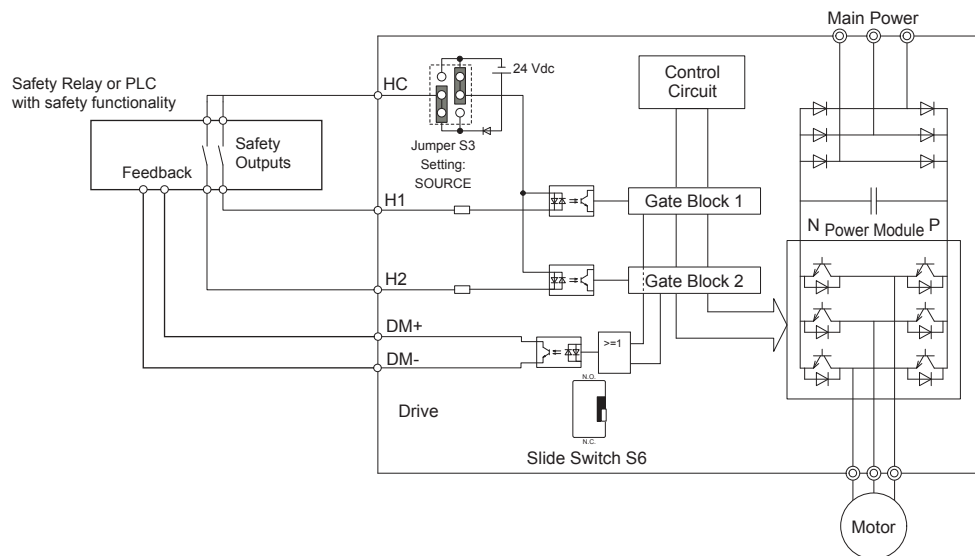 Main Power
Safety Relay or PLC
with safety functionality
HC
24 Vdc
Control
Circuit
Safety
Outputs
Feedback
Jumper S3
Setting:
SOURCE
H1
Gate Block 1
N
P
Power Module
H2
Gate Block 2
DM+
DM-
>=1
N.O.
N.C.
Drive
Slide Switch S6
Motor